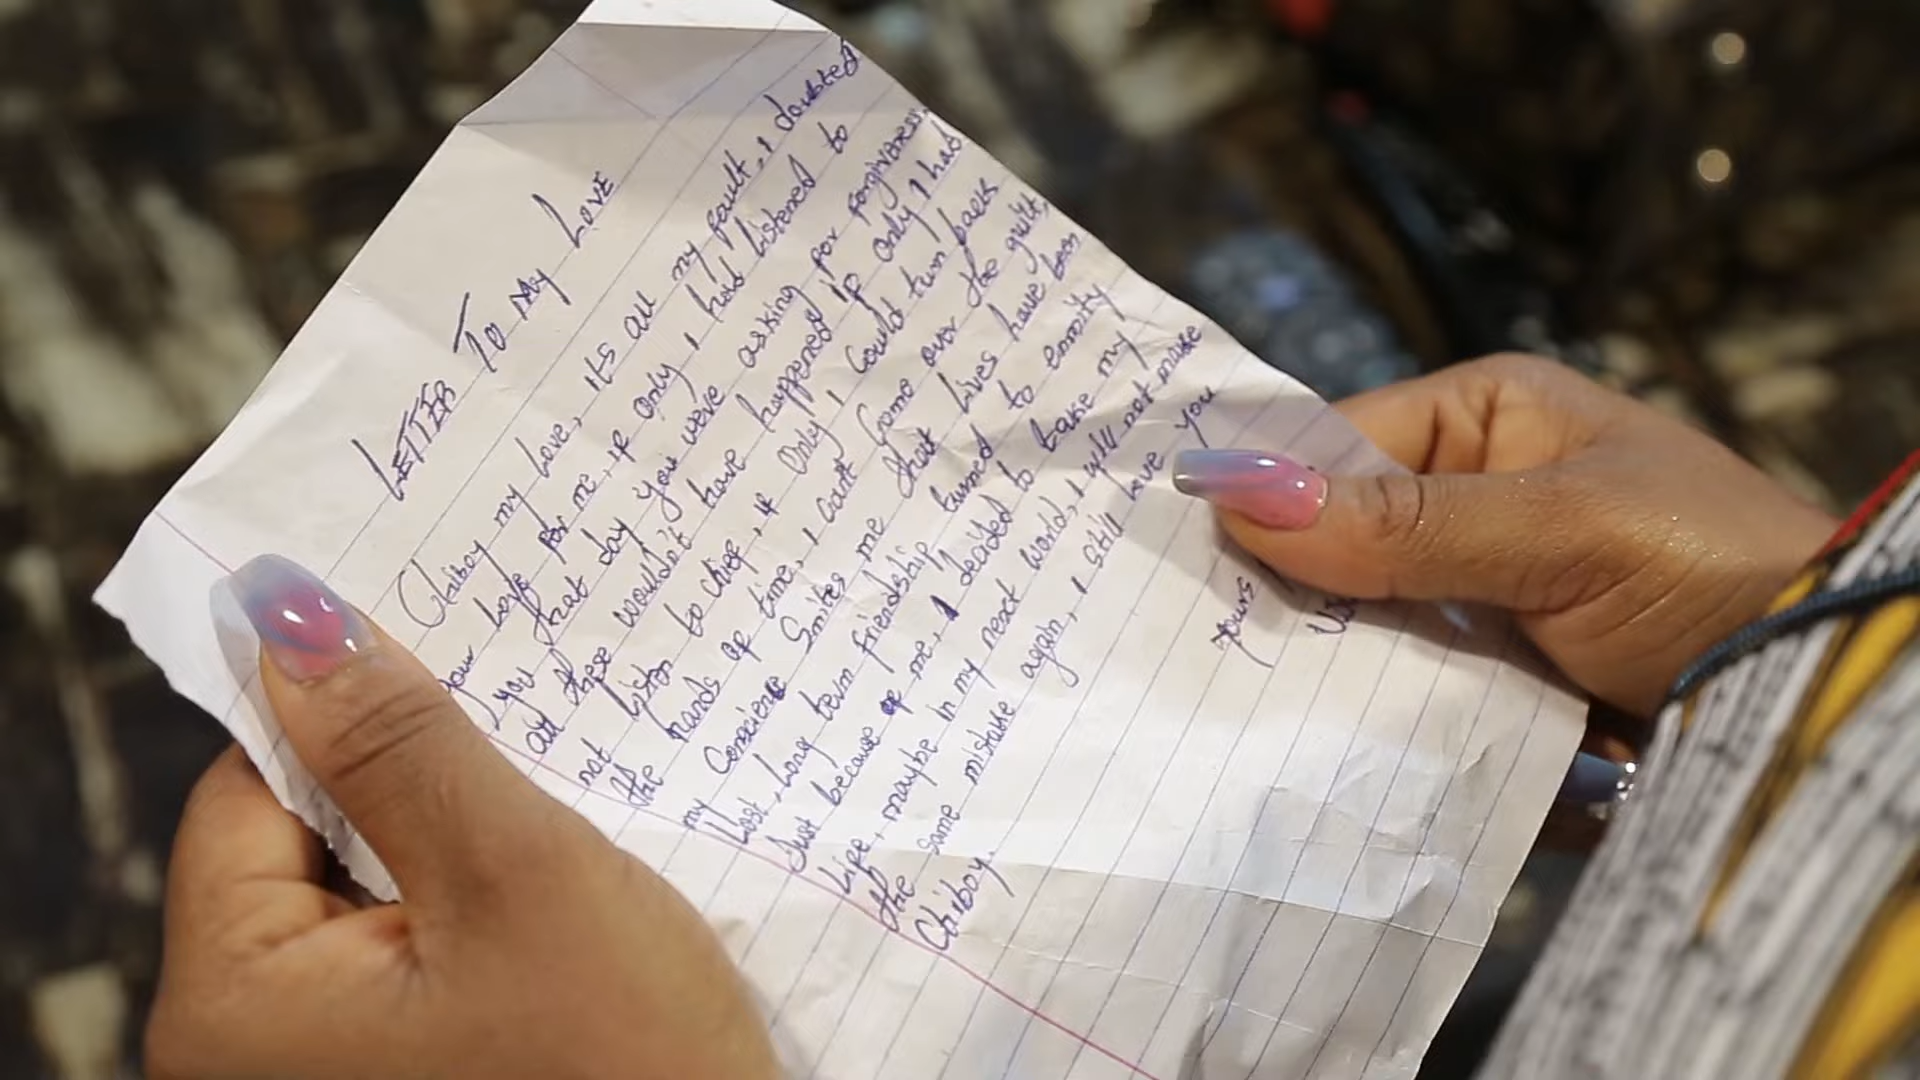 LETTER To My LOVE
Chiboy my love, its all my fault, I doubted
your love for me, if only I had listened to
you that day you were asking for forgiveness,
all these wouldn't have happened if only I had
not listen to chief, if only I could turn back
the hands of time, I cant come over the guilt,
my conscience smites me that lives have been
lost, long term friendship turned to enmity
Just because of me, I decided to take my
life, maybe in my next world, I will not make
the same mistake again, I still love you
Chiboy.
yours